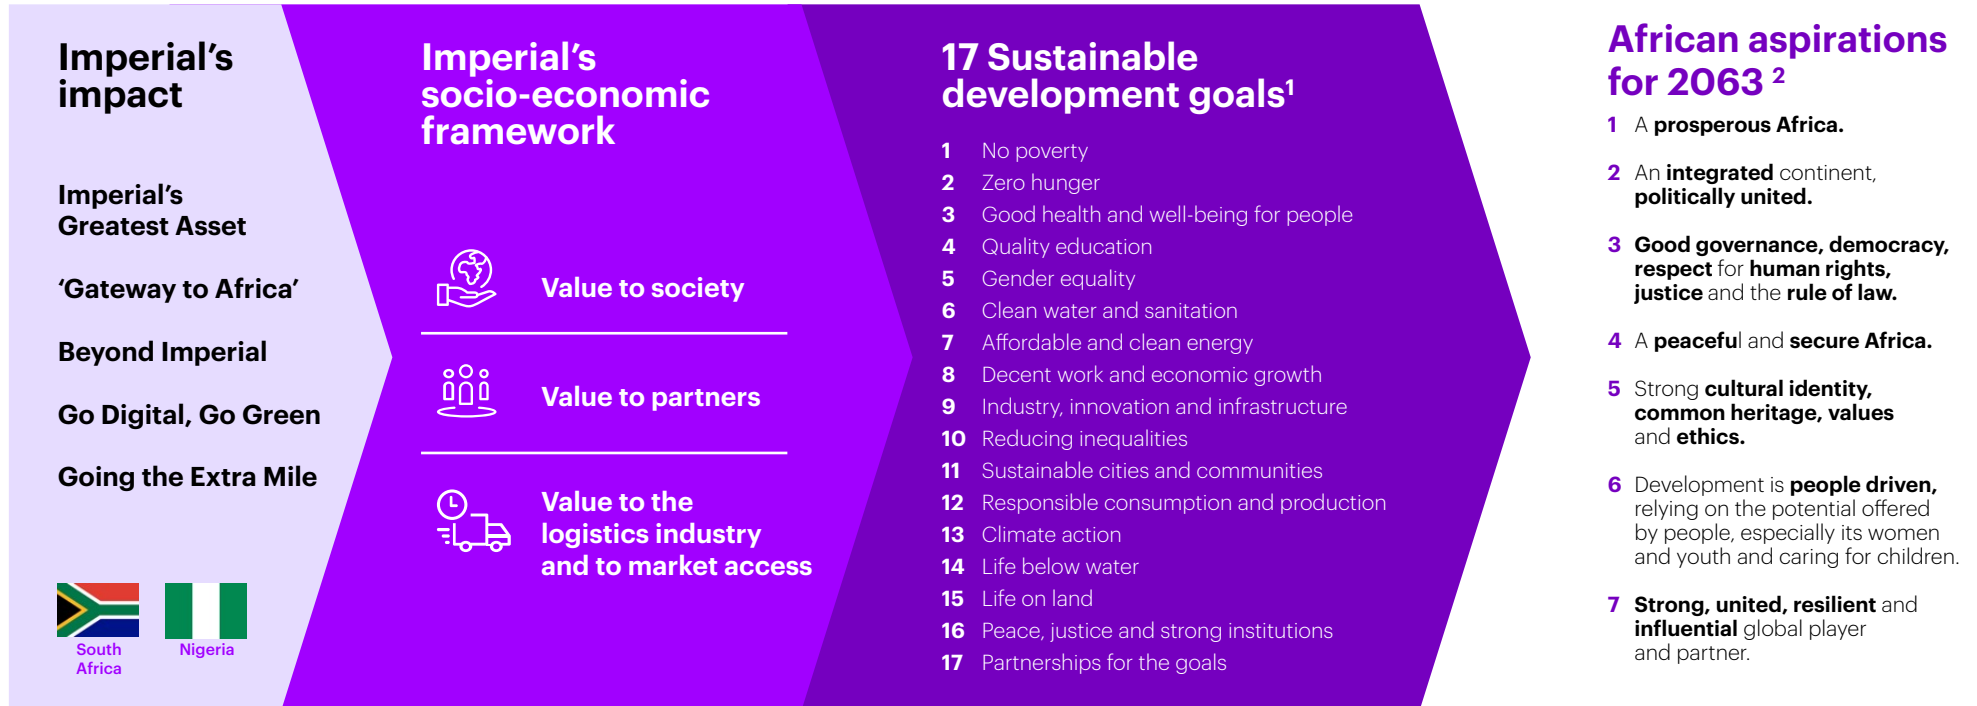 Imperial’s
impact
Imperial’s
Greatest Asset
‘Gateway to Africa’
Beyond Imperial
Go Digital, Go Green
Going the Extra Mile
South
Africa
Nigeria
Imperial’s
socio-economic
framework
Value to society
Value to partners
Value to the
logistics industry
and to market access
17 Sustainable
development goals¹
1 No poverty
2 Zero hunger
3 Good health and well-being for people
4 Quality education
5 Gender equality
6 Clean water and sanitation
7 Affordable and clean energy
8 Decent work and economic growth
9 Industry, innovation and infrastructure
10 Reducing inequalities
11 Sustainable cities and communities
12 Responsible consumption and production
13 Climate action
14 Life below water
15 Life on land
16 Peace, justice and strong institutions
17 Partnerships for the goals
African aspirations
for 2063 ²
1 A prosperous Africa.
2 An integrated continent,
politically united.
3 Good governance, democracy,
respect for human rights,
justice and the rule of law.
4 A peaceful and secure Africa.
5 Strong cultural identity,
common heritage, values
and ethics.
6 Development is people driven,
relying on the potential offered
by people, especially its women
and youth and caring for children.
7 Strong, united, resilient and
influential global player
and partner.